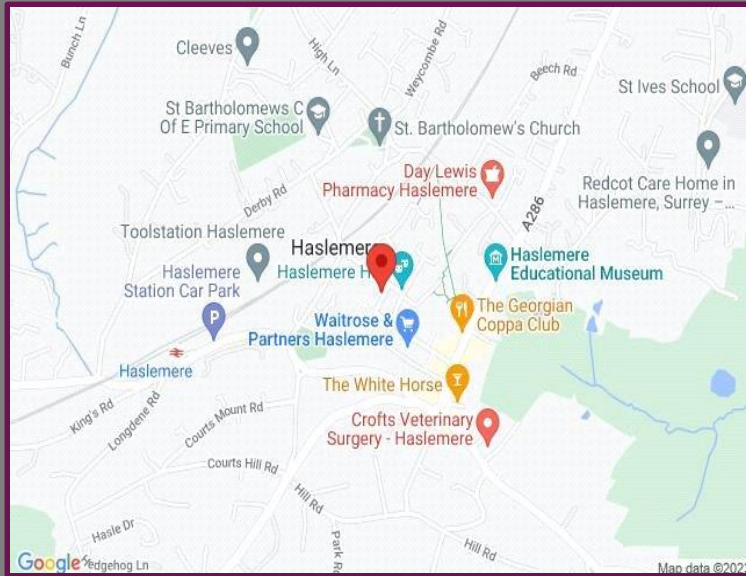 Bunch Ln
Cleeves
High Ln
Weycombe Rd
Beech Rd
St Ives School
St Bartholomews C
Of E Primary School
St. Bartholomew's Church
Day Lewis
Pharmacy Haslemere
Redcot Care Home in
Haslemere, Surrey –...
Derby Rd
A286
Toolstation Haslemere
Haslemere
Haslemere H
Haslemere
Educational Museum
Haslemere
Station Car Park
P
The Georgian
Coppa Club
Waitrose &
Partners Haslemere
Haslemere
The White Horse
King's Rd
Longdene Rd
Courts Mount Rd
Crofts Veterinary
Surgery - Haslemere
Courts Hill Rd
Hill Rd
Hasle Dr
Park Rd
Hill Rd
Google
Hedgehog Ln
Map data ©202